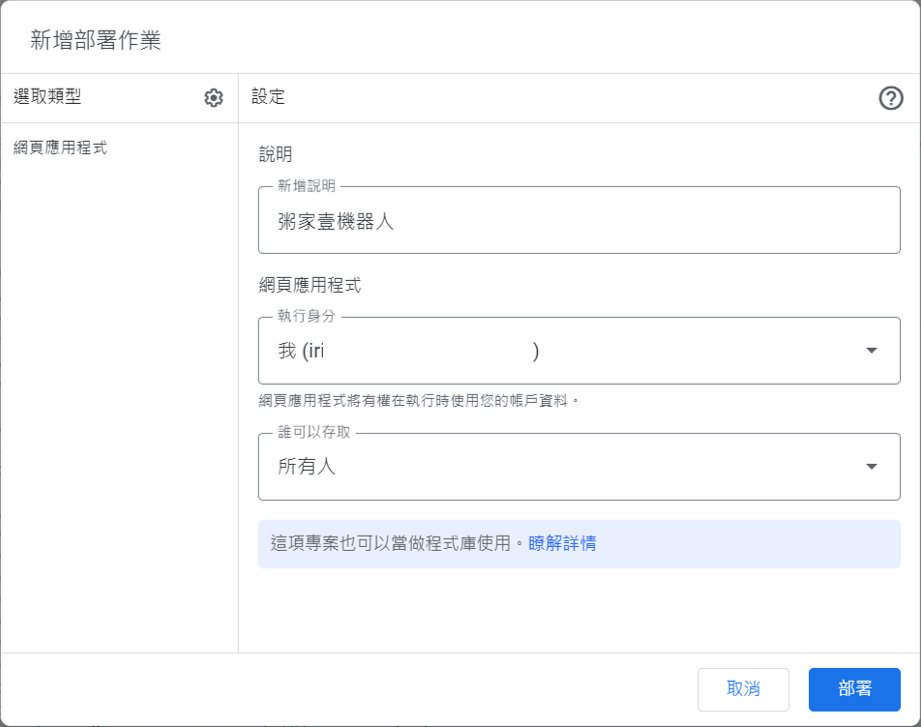 新增部署作業
選取類型
設定
網頁應用程式
說明
新增說明
粥家壹機器人
網頁應用程式
執行身分
我 (iri )
網頁應用程式將有權在執行時使用您的帳戶資料。
誰可以存取
所有人
這項專案也可以當做程式庫使用。瞭解詳情
取消
部署